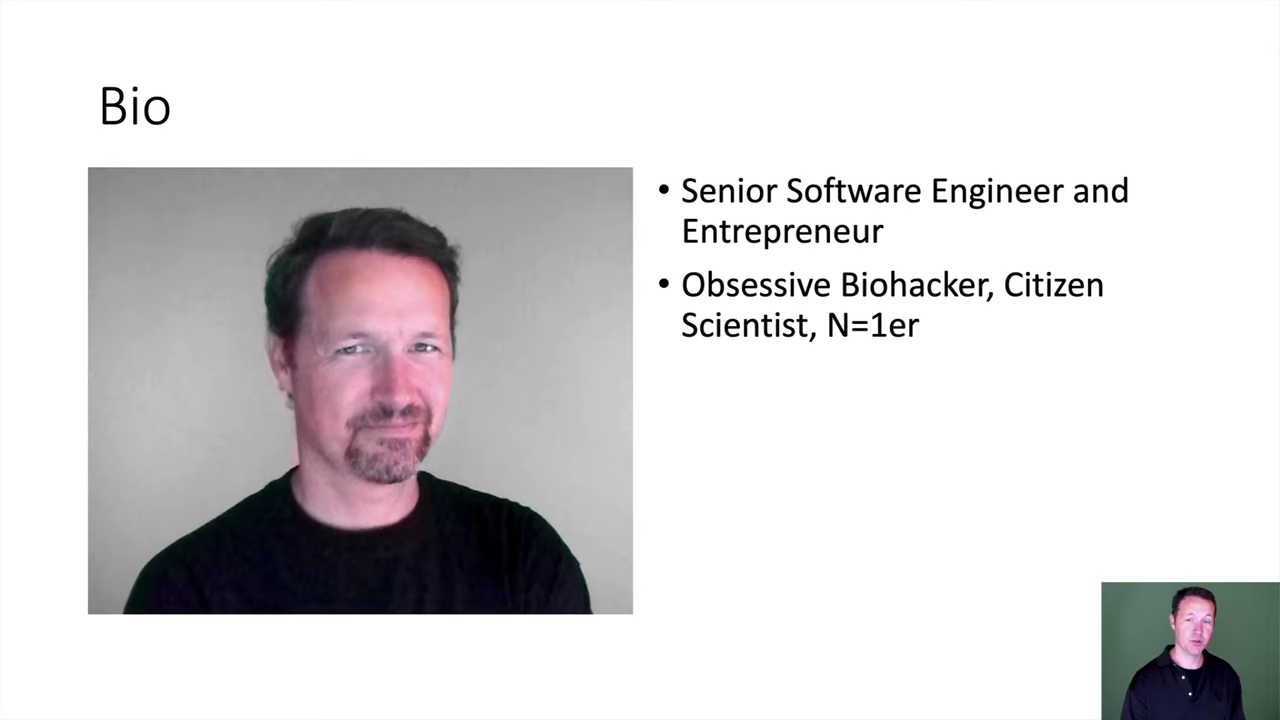 Bio
• Senior Software Engineer and
Entrepreneur
• Obsessive Biohacker, Citizen
Scientist, N=1er